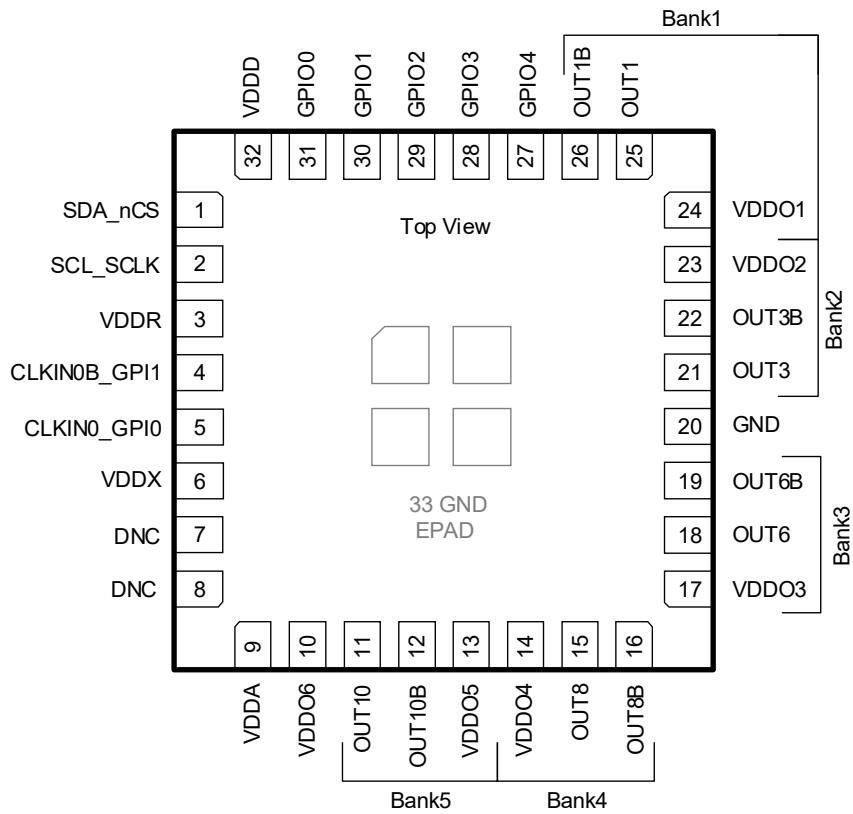 Bank1
VDDD
GPIO0
GPIO1
GPIO2
GPIO3
GPIO4
OUT1B
OUT1
32
31
30
29
28
27
26
25
SDA_nCS 1
Top View
24 VDDO1
SCL_SCLK 2
23 VDDO2
VDDR 3
22 OUT3B
Bank2
CLKIN0B_GPI1 4
21 OUT3
CLKIN0_GPI0 5
20 GND
VDDX 6
19 OUT6B
33 GND
EPAD
DNC 7
18 OUT6
Bank3
DNC 8
17 VDDO3
9
10
11
12
13
14
15
16
VDDA
VDDO6
OUT10
OUT10B
VDDO5
VDDO4
OUT8
OUT8B
Bank5
Bank4